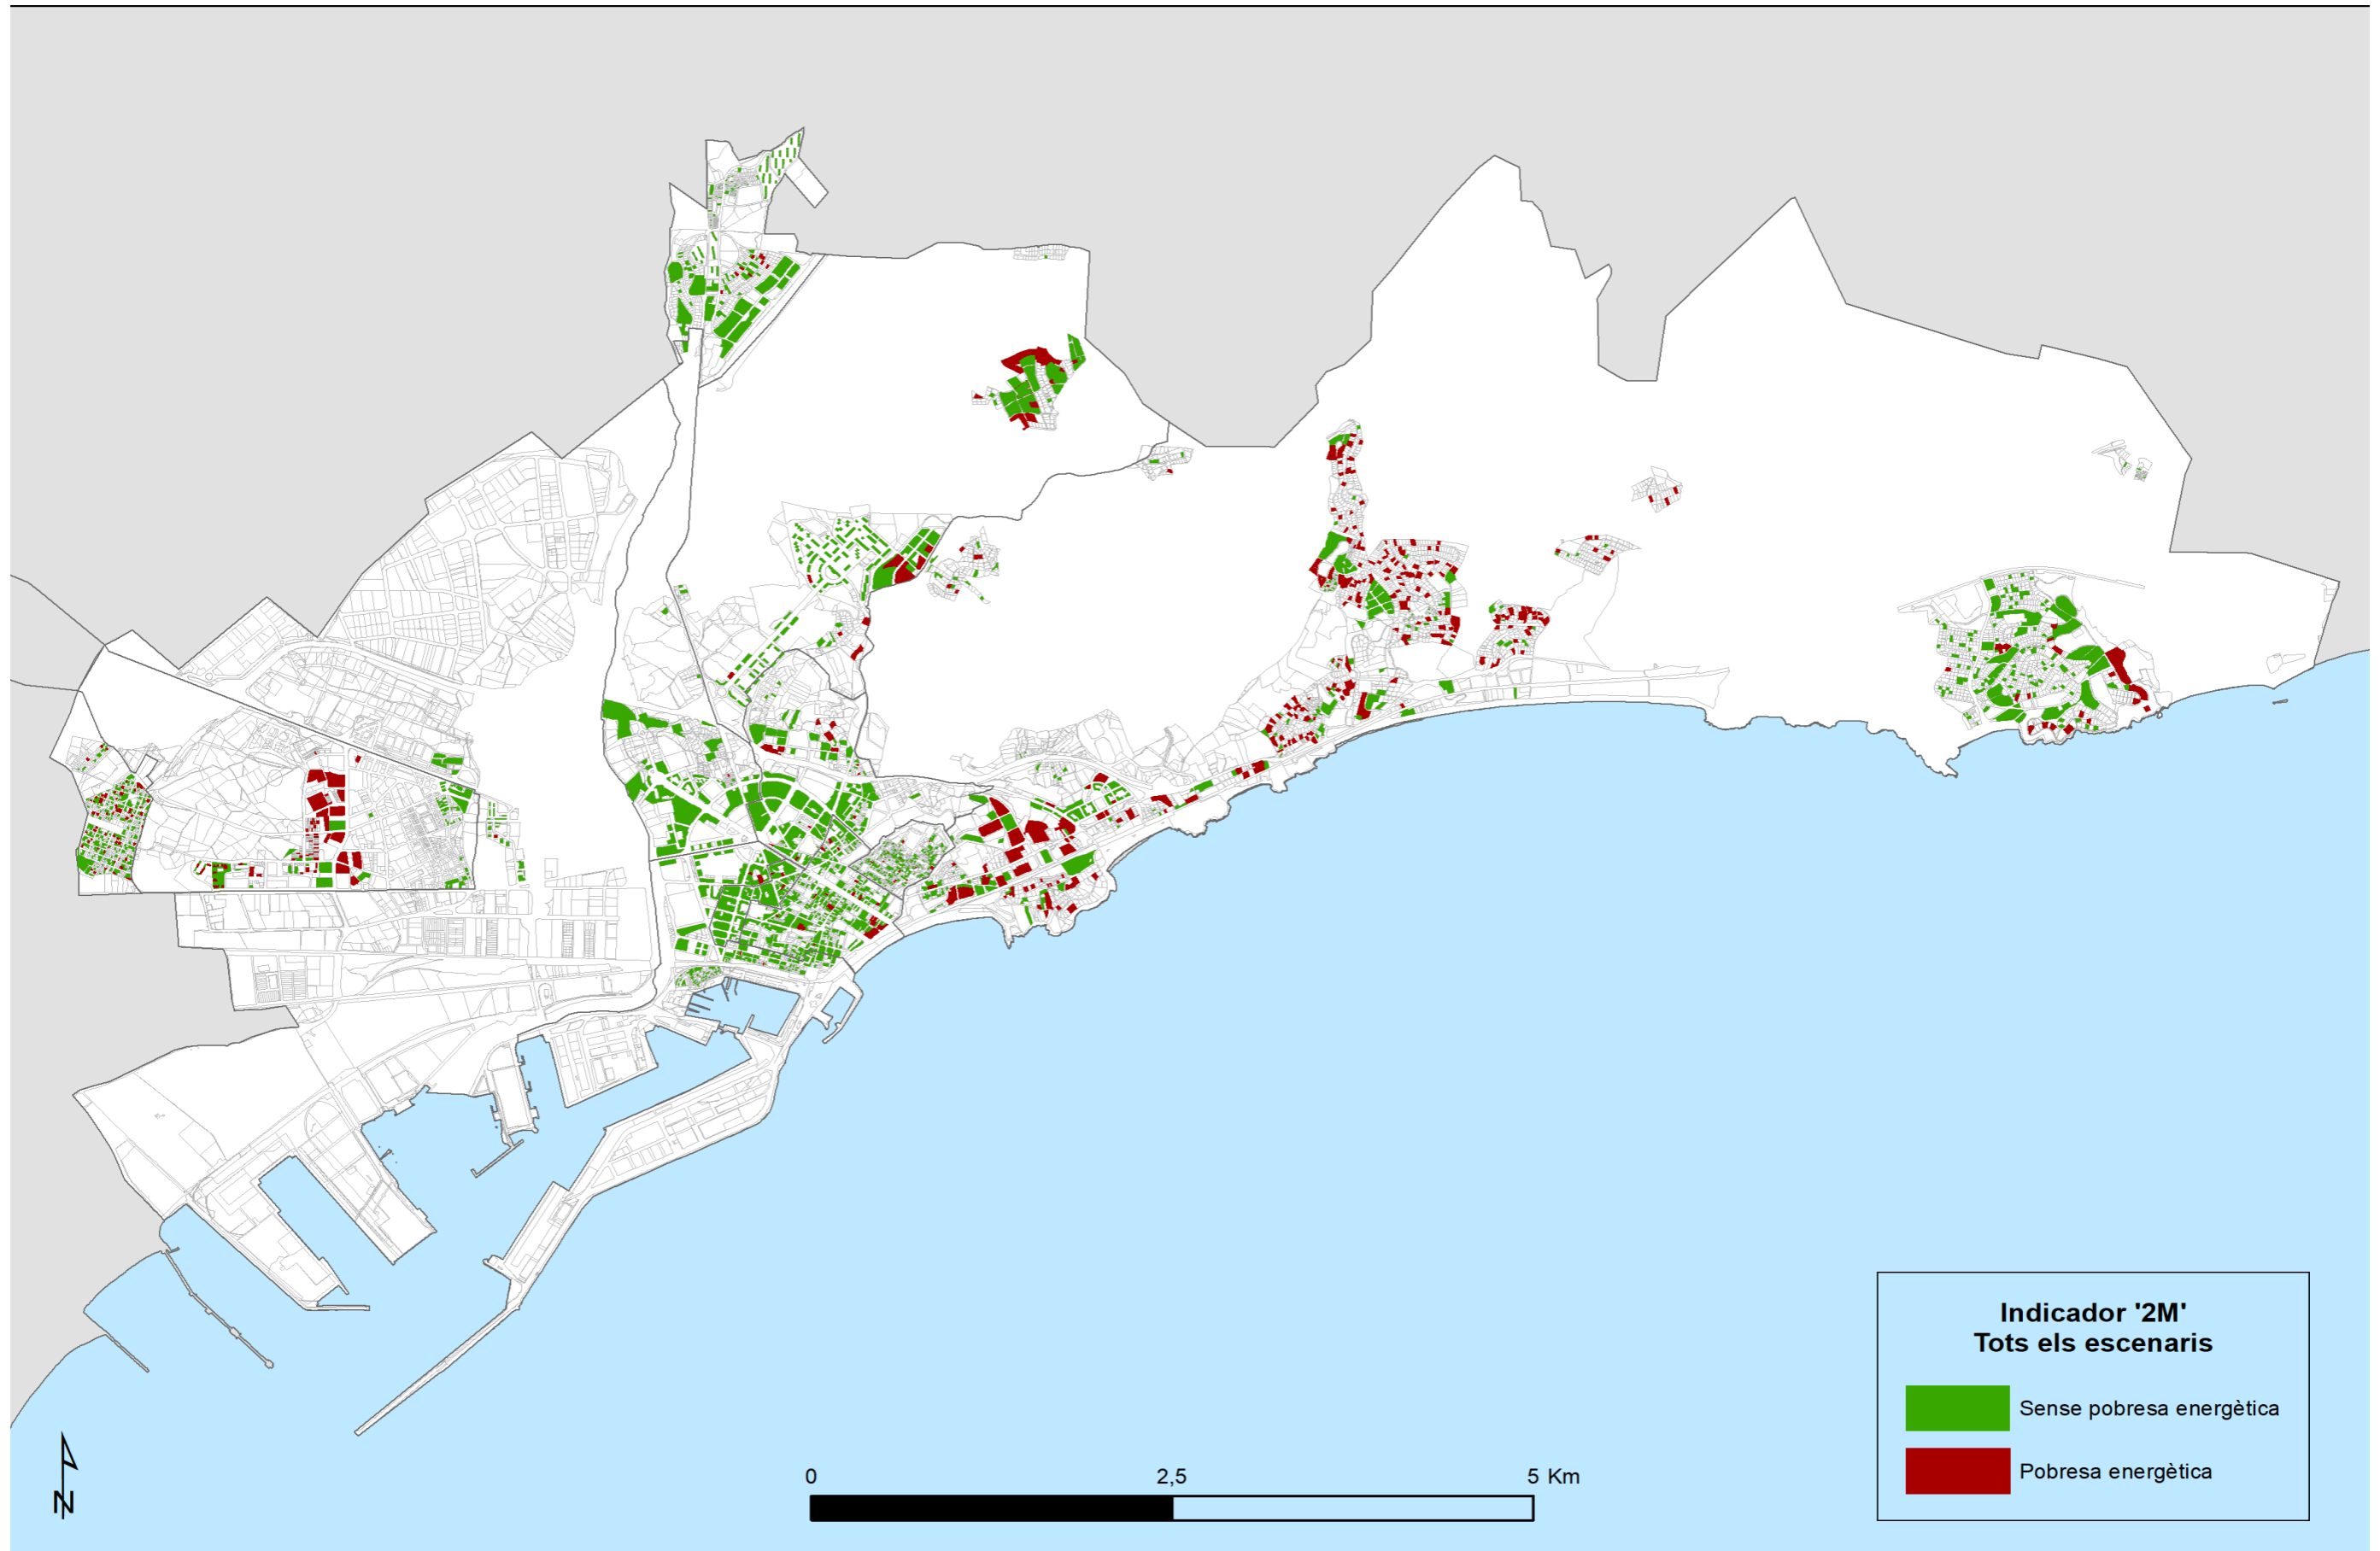 Indicador '2M'
Tots els escenaris
Sense pobresa energètica
Pobresa energètica
0 2,5 5 Km
N